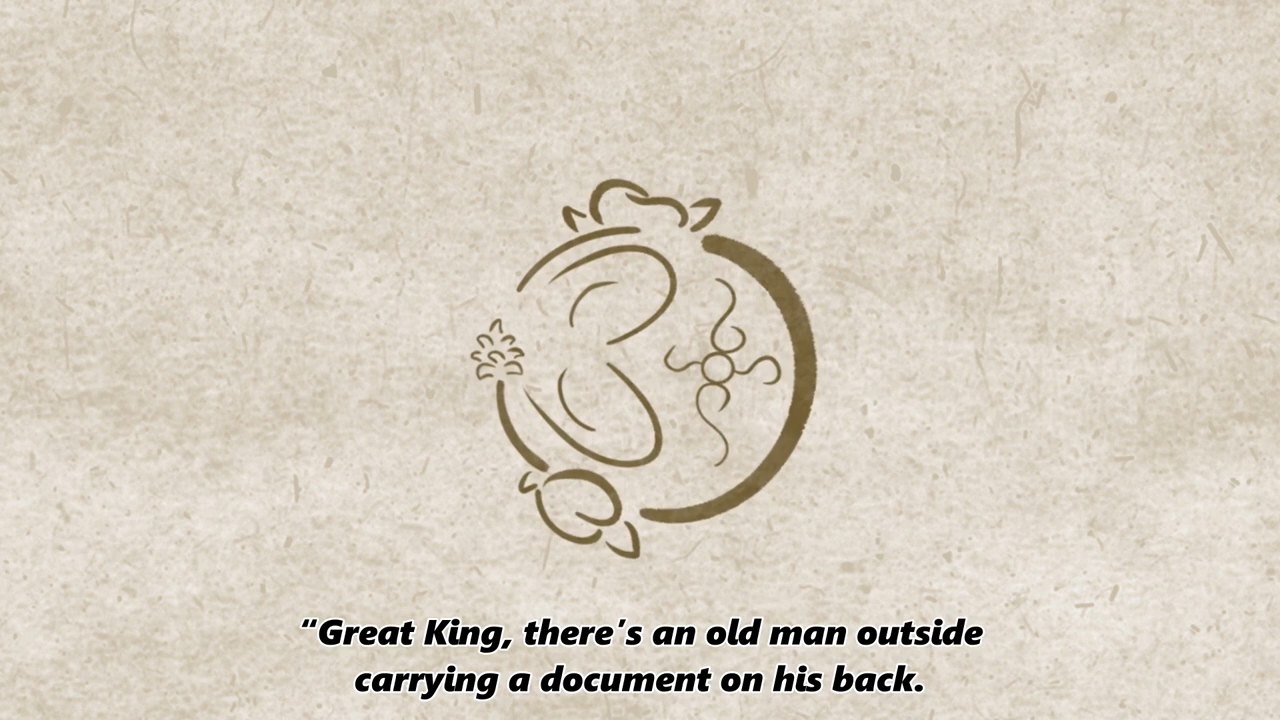 “Great King, there’s an old man outside
carrying a document on his back.